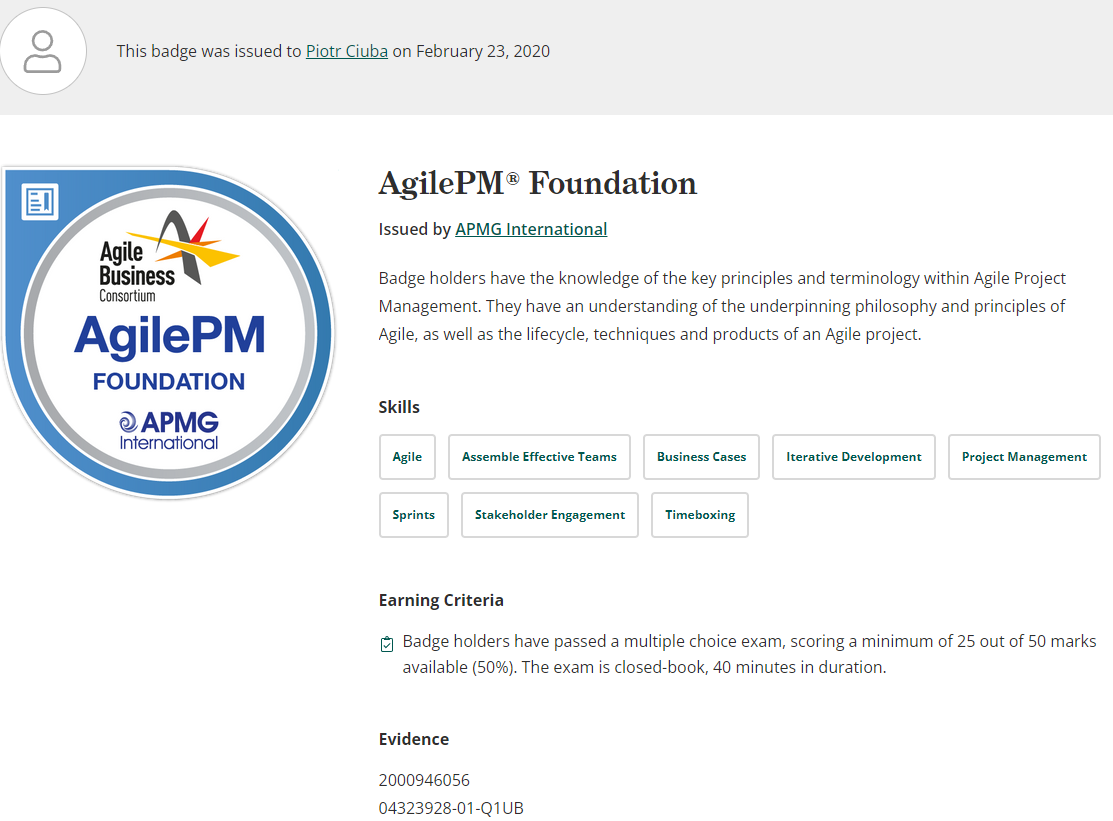 This badge was issued to Piotr Ciuba on February 23, 2020
Agile
Business
Consortium
AgilePM
FOUNDATION
APMG
International
AgilePM® Foundation
Issued by APMG International
Badge holders have the knowledge of the key principles and terminology within Agile Project
Management. They have an understanding of the underpinning philosophy and principles of
Agile, as well as the lifecycle, techniques and products of an Agile project.
Skills
Agile
Assemble Effective Teams
Business Cases
Iterative Development
Project Management
Sprints
Stakeholder Engagement
Timeboxing
Earning Criteria
Badge holders have passed a multiple choice exam, scoring a minimum of 25 out of 50 marks
available (50%). The exam is closed-book, 40 minutes in duration.
Evidence
2000946056
04323928-01-Q1UB